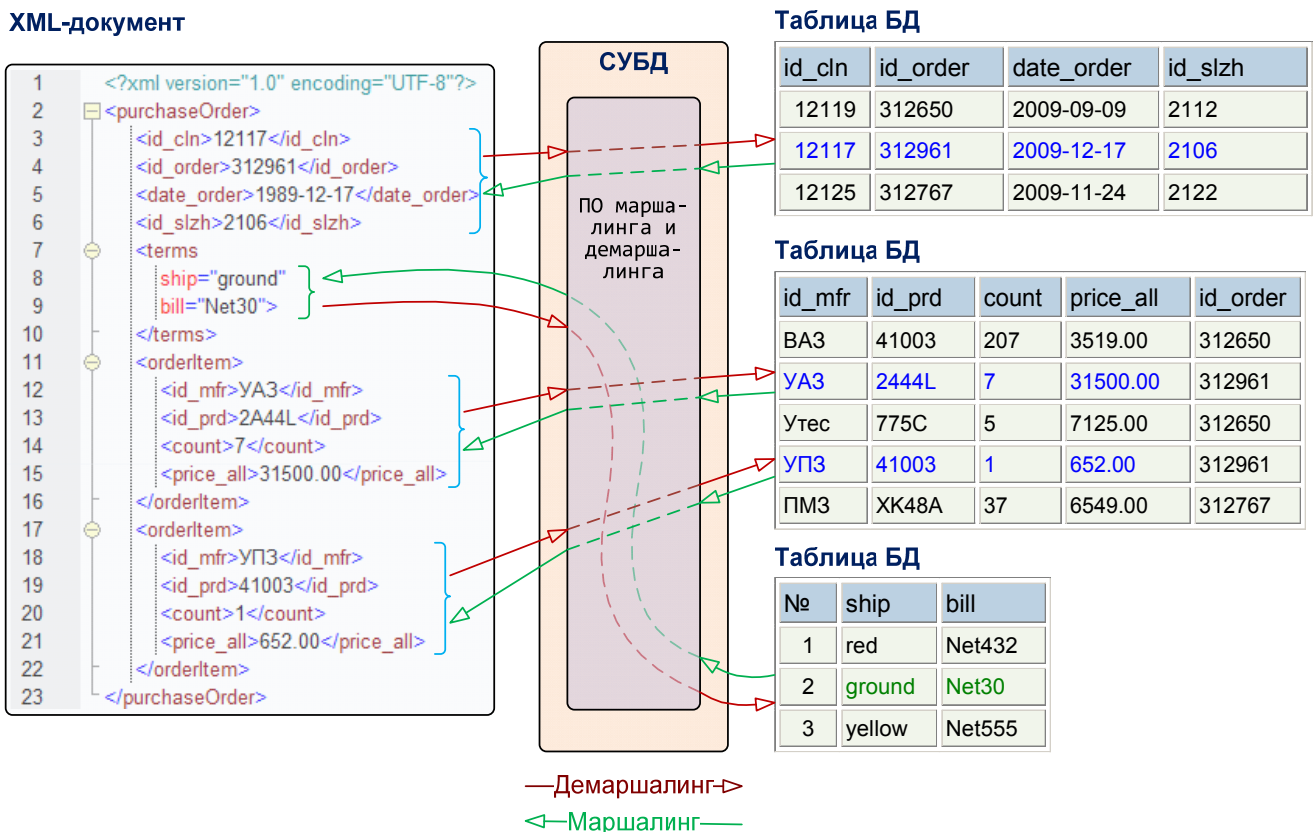 XML-документ
1 <?xml version="1.0" encoding="UTF-8"?>
2 <purchaseOrder>
3 <id_cln>12117</id_cln>
4 <id_order>312961</id_order>
5 <date_order>1989-12-17</date_order>
6 <id_slzh>2106</id_slzh>
7 <terms
8 ship="ground"
9 bill="Net30">
10 </terms>
11 <orderItem>
12 <id_mfr>УАЗ</id_mfr>
13 <id_prd>2A44L</id_prd>
14 <count>7</count>
15 <price_all>31500.00</price_all>
16 </orderItem>
17 <orderItem>
18 <id_mfr>УПЗ</id_mfr>
19 <id_prd>41003</id_prd>
20 <count>1</count>
21 <price_all>652.00</price_all>
22 </orderItem>
23 </purchaseOrder>
СУБД
ПО марша-
линга и
демарша-
линга
Таблица БД
id_cln id_order date_order id_slzh
12119 312650 2009-09-09 2112
12117 312961 2009-12-17 2106
12125 312767 2009-11-24 2122
Таблица БД
id_mfr id_prd count price_all id_order
ВАЗ 41003 207 3519.00 312650
УАЗ 2444L 7 31500.00 312961
Утес 775C 5 7125.00 312650
УПЗ 41003 1 652.00 312961
ПМЗ XK48A 37 6549.00 312767
Таблица БД
№ ship bill
1 red Net432
2 ground Net30
3 yellow Net555
Демаршалинг
Маршалинг